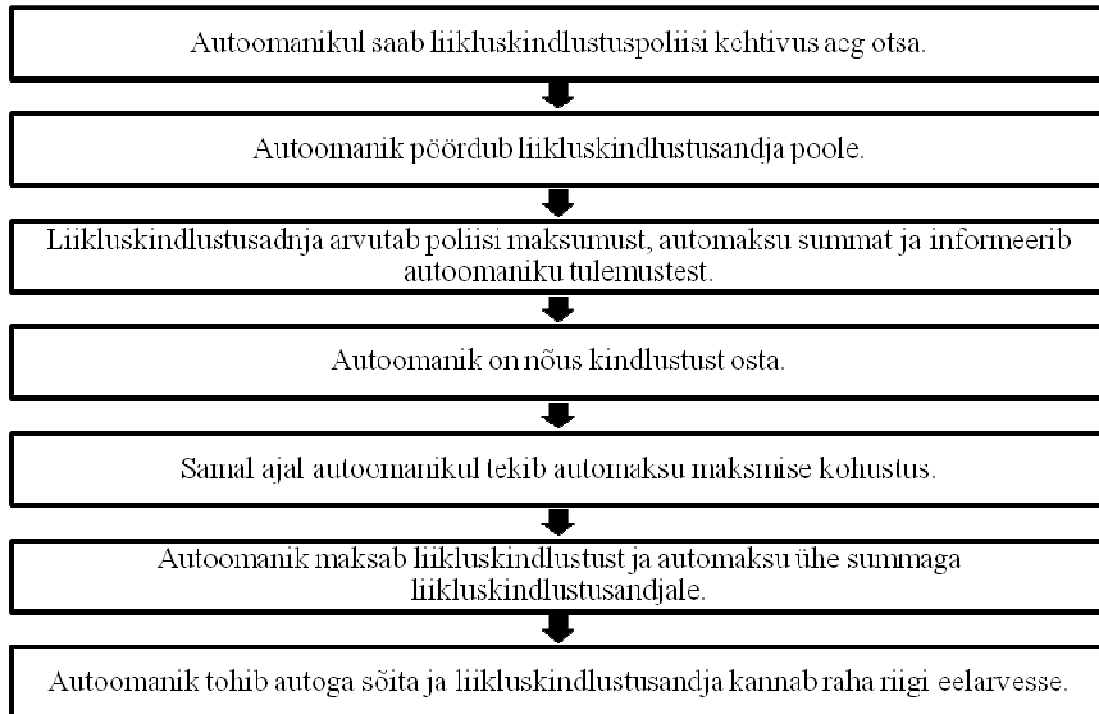 Autoomanikul saab liikluskindlustuspoliisi kehtivus aeg otsa.
Autoomanik pöördub liikluskindlustusandja poole.
Liikluskindlustusadnja arvutab poliisi maksumust, automaksu summat ja informeerib
autoomaniku tulemustest.
Autoomanik on nõus kindlustust osta.
Samal ajal autoomanikul tekib automaksu maksmise kohustus.
Autoomanik maksab liikluskindlustust ja automaksu ühe summaga
liikluskindlustusandjale.
Autoomanik tohib autoga sõita ja liikluskindlustusandja kannab raha riigi eelarvesse.